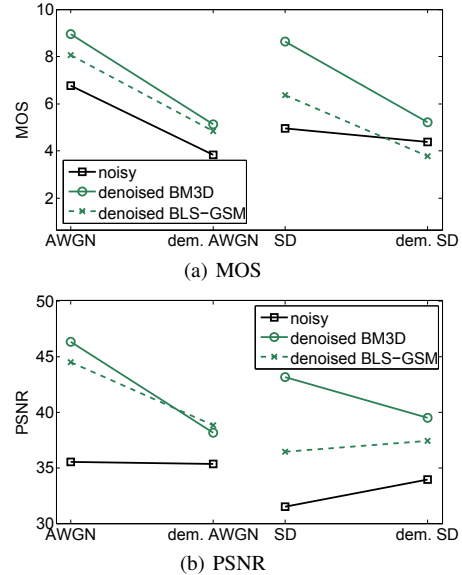 10
8
6
4
2
MOS
noisy
denoised BM3D
denoised BLS-GSM
AWGN dem. AWGN SD dem. SD
(a) MOS
50
45
40
35
30
PSNR
noisy
denoised BM3D
denoised BLS-GSM
AWGN dem. AWGN SD dem. SD
(b) PSNR